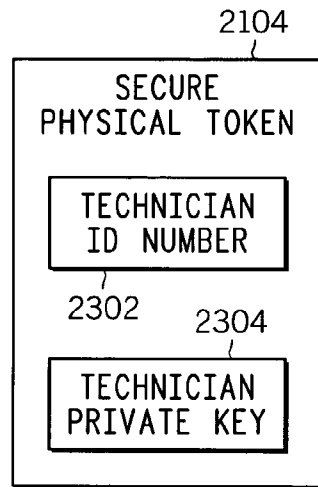 2104
SECURE
PHYSICAL TOKEN
TECHNICIAN
ID NUMBER
2302
2304
TECHNICIAN
PRIVATE KEY